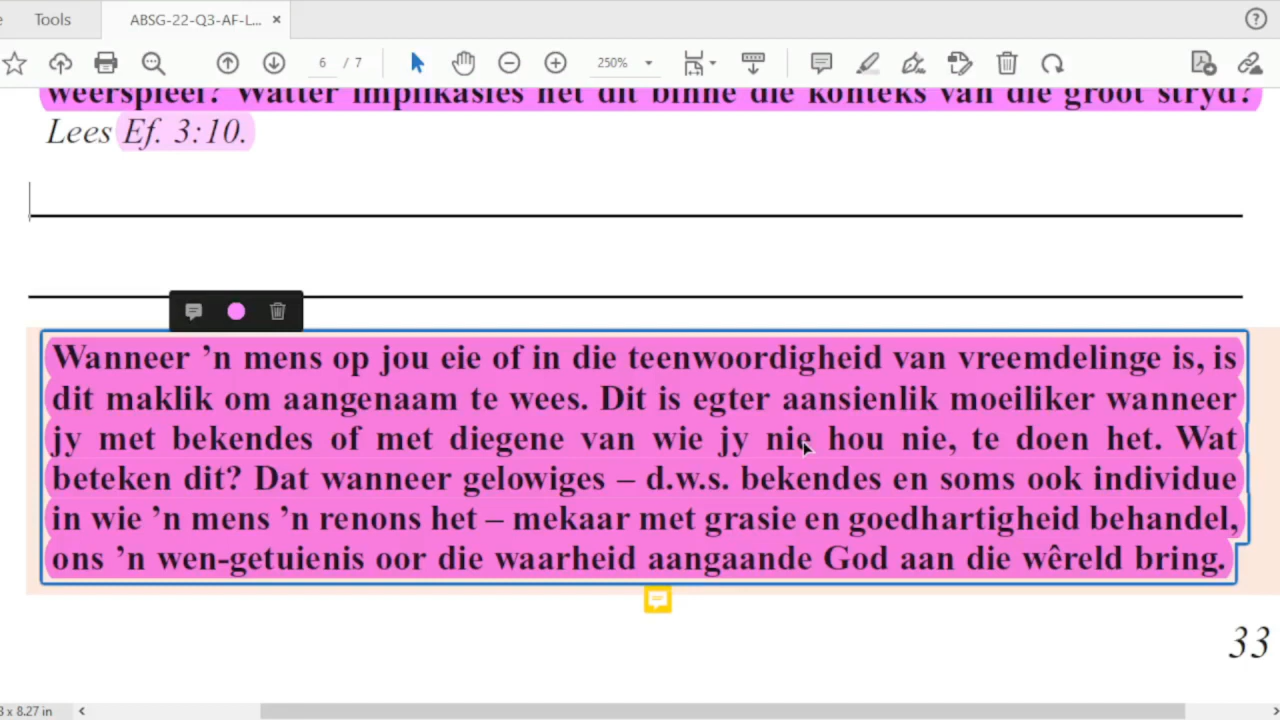 Tools
ABSG-22-Q3-AF-L... ×
6 / 7
250%
weerspieël? Watter implikasies het dit binne die konteks van die groot stryd?
Lees Ef. 3:10.
Wanneer ’n mens op jou eie of in die teenwoordigheid van vreemdelinge is, is
dit maklik om aangenaam te wees. Dit is egter aansienlik moeiliker wanneer
jy met bekendes of met diegene van wie jy nie hou nie, te doen het. Wat
beteken dit? Dat wanneer gelowiges – d.w.s. bekendes en soms ook individue
in wie ’n mens ’n renons het – mekaar met grasie en goedhartigheid behandel,
ons ’n wen-getuienis oor die waarheid aangaande God aan die wêreld bring.
33
x 8.27 in